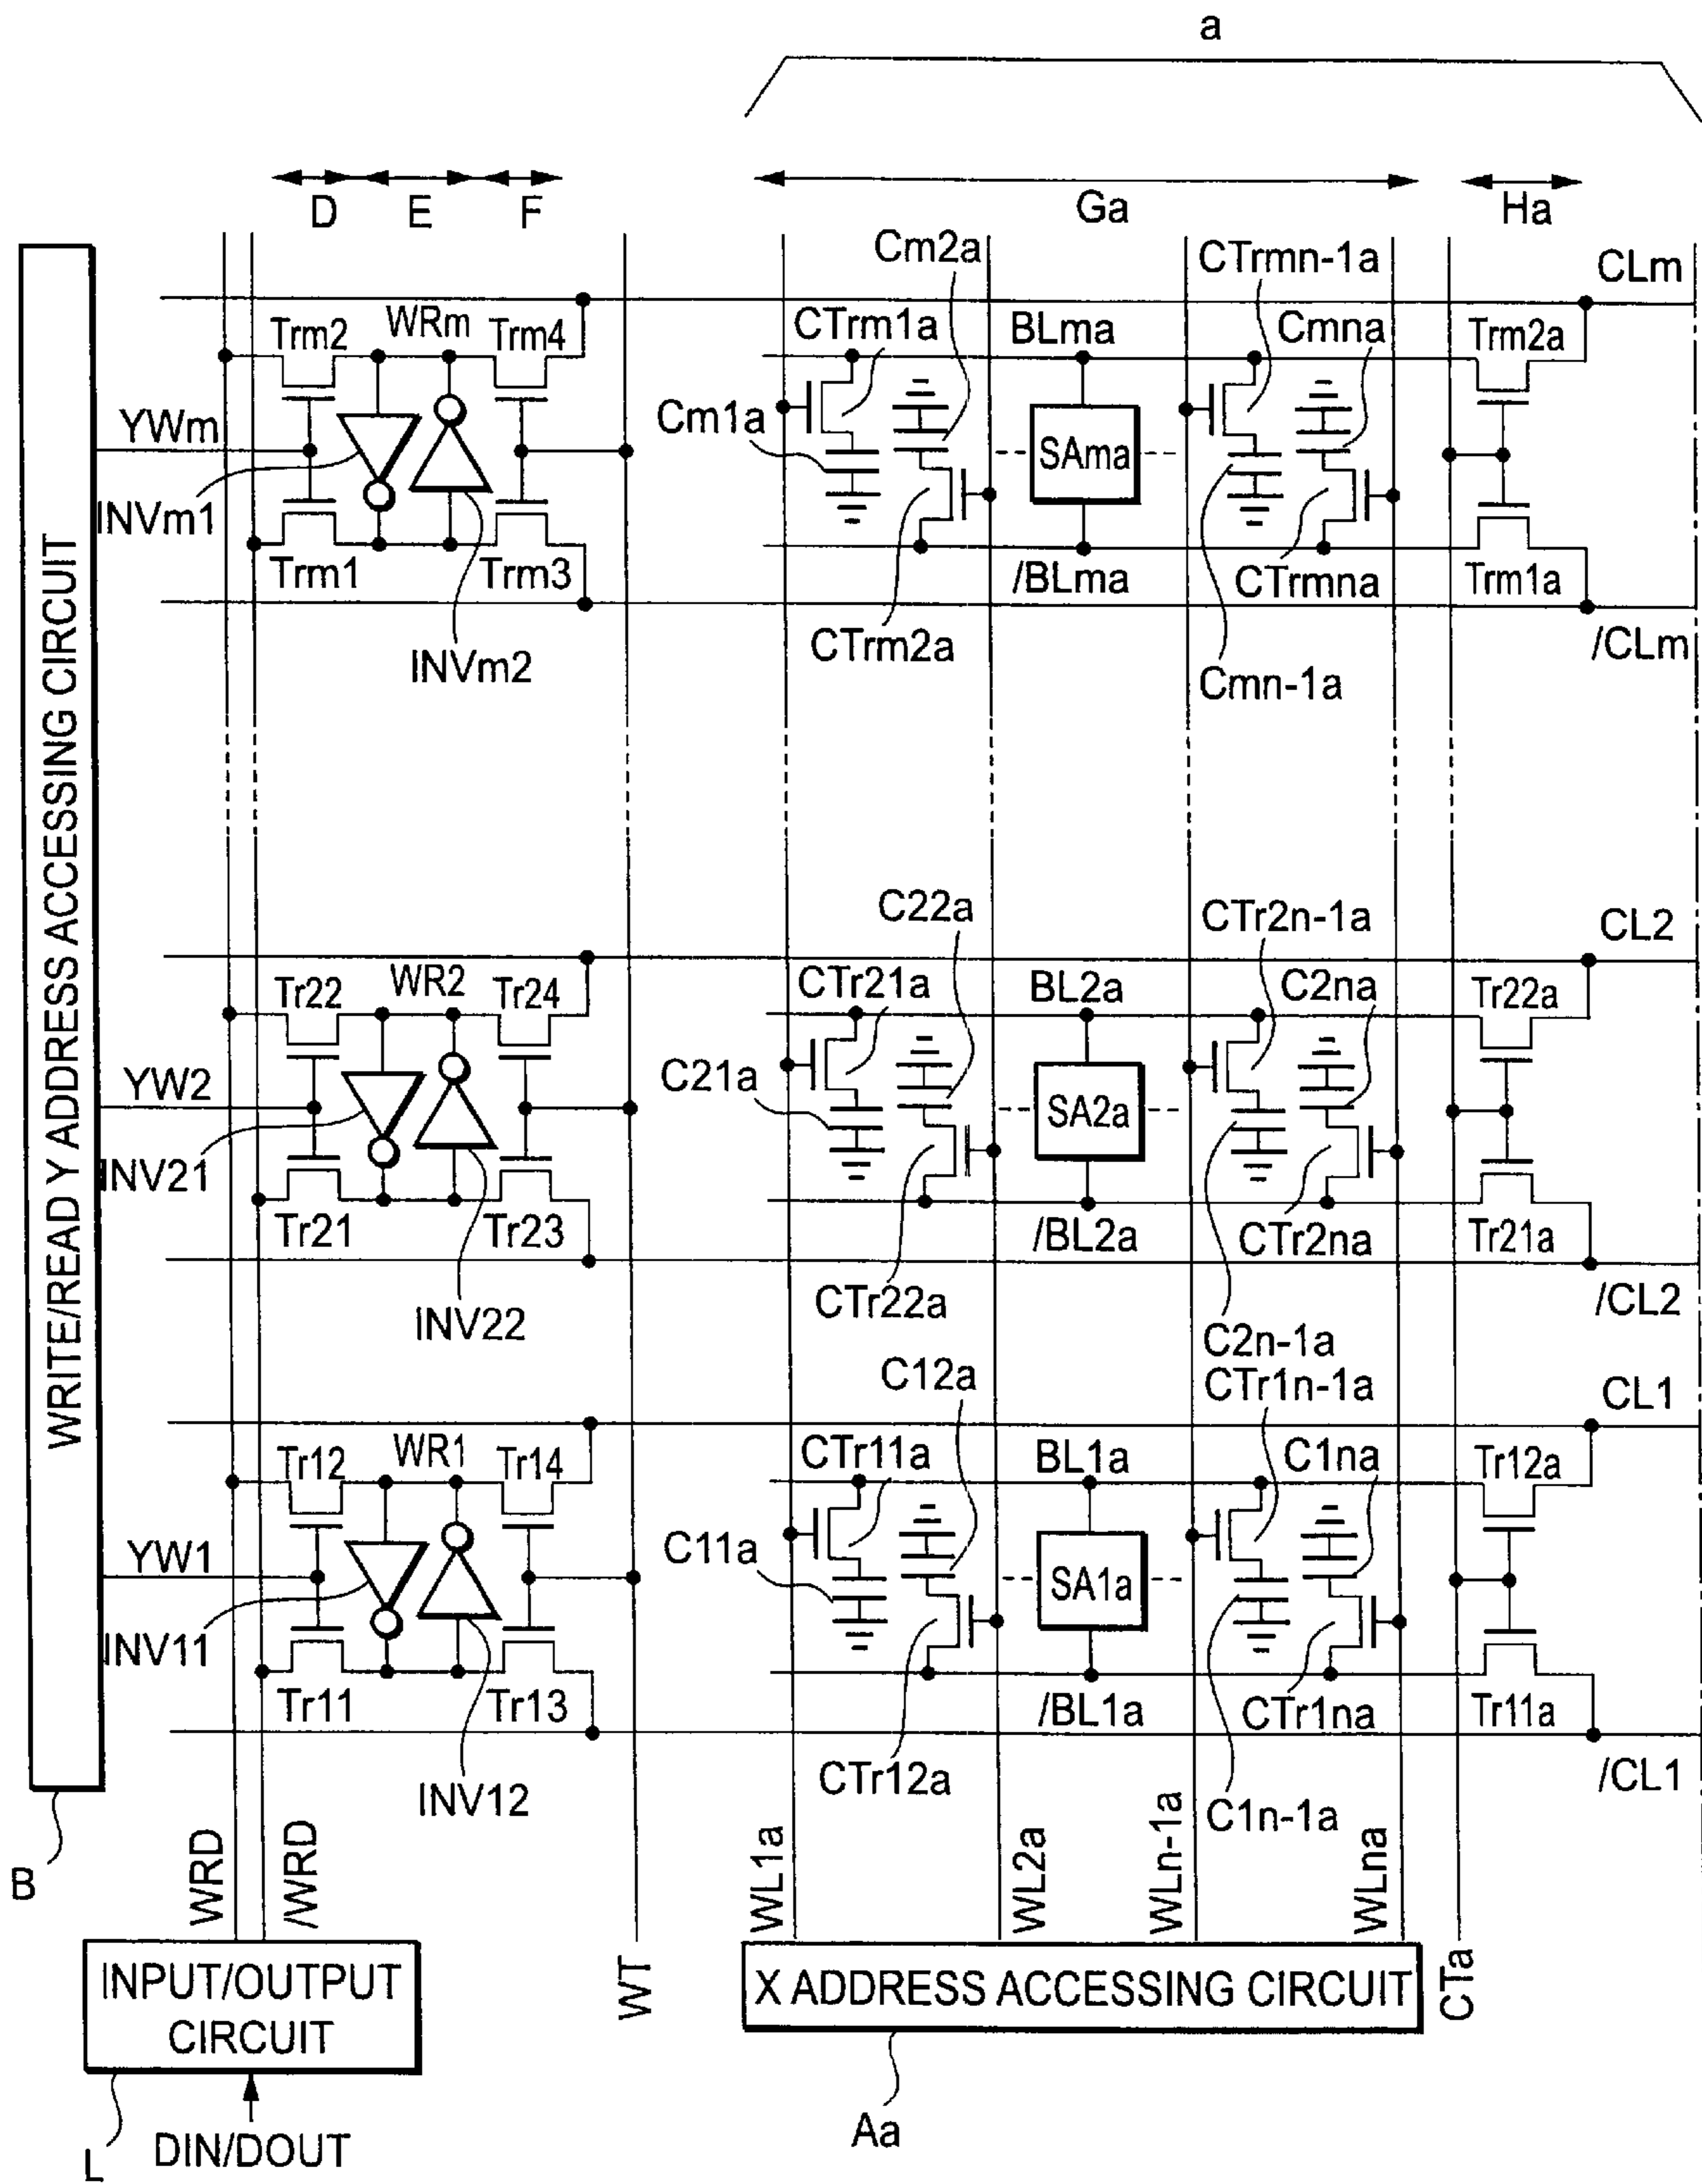 a
D
E
F
Ga
Ha
Cm2a
CTrmn-1a
CLm
Trm2
WRm
Trm4
CTrm1a
BLma
Cmna
Trm2a
YWm
Cm1a
SAma
INVm1
Trm1
Trm3
/BLma
CTrmna
Trm1a
INVm2
CTrm2a
Cmn-1a
/CLm
WRITE/READ Y ADDRESS ACCESSING CIRCUIT
C22a
CTr2n-1a
CL2
Tr22
WR2
Tr24
CTr21a
BL2a
C2na
Tr22a
YW2
C21a
SA2a
INV21
Tr21
Tr23
/BL2a
CTr2na
Tr21a
INV22
CTr22a
/CL2
C2n-1a
C12a
CTr1n-1a
CL1
Tr12
WR1
Tr14
CTr11a
BL1a
C1na
Tr12a
YW1
C11a
SA1a
INV11
Tr11
Tr13
/BL1a
CTr1na
Tr11a
INV12
CTr12a
C1n-1a
/CL1
B
WRD
/WRD
WT
WL1a
WL2a
WLn-1a
WLna
CTa
INPUT/OUTPUT
CIRCUIT
X ADDRESS ACCESSING CIRCUIT
L
DIN/DOUT
Aa